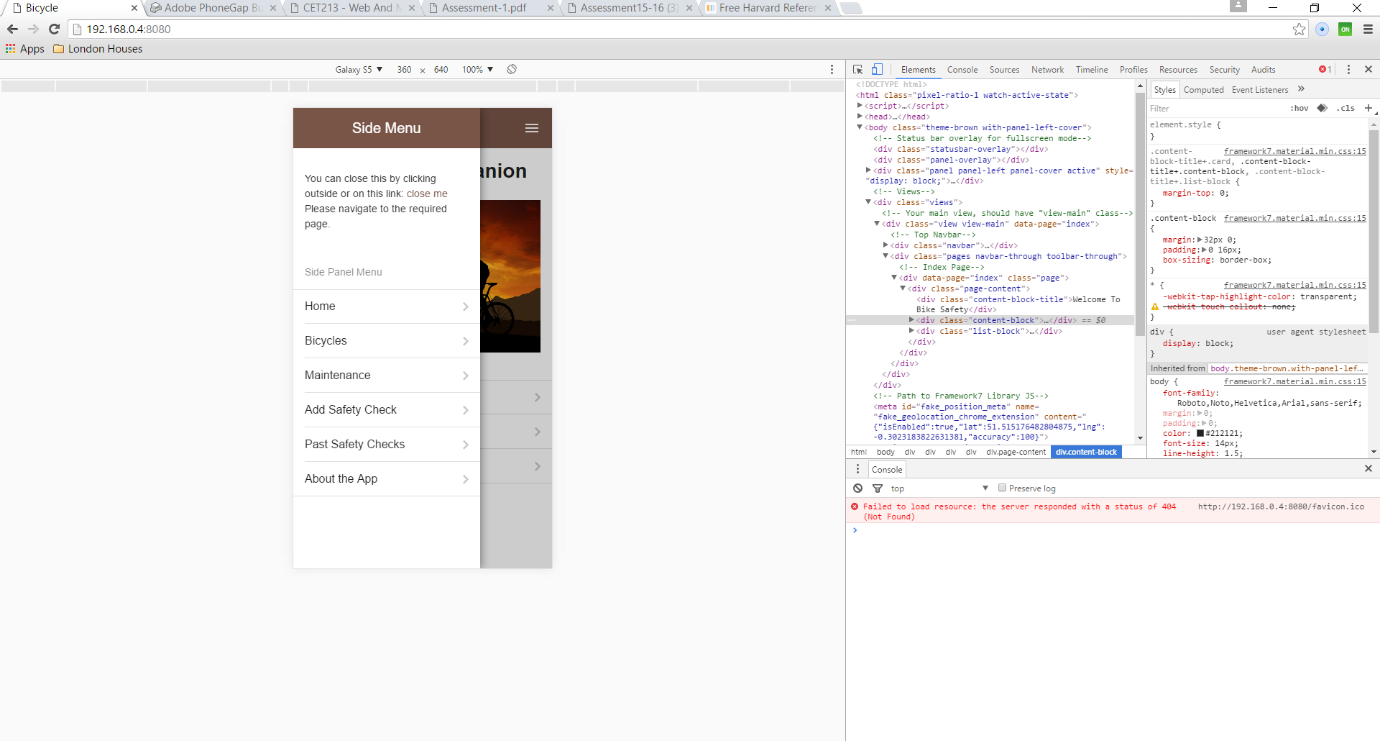 Bicycle
Adobe PhoneGap Bu
CET213 - Web And M
Assessment-1.pdf
Assessment15-16 (3)
Free Harvard Referen
192.168.0.4:8080
Apps London Houses
Galaxy S5 ▼ 360 × 640 100% ▼
Side Menu
You can close this by clicking
outside or on this link: close me
Please navigate to the required
page.
Side Panel Menu
Home
Bicycles
Maintenance
Add Safety Check
Past Safety Checks
About the App
anion
ON
Elements Console Sources Network Timeline Profiles Resources Security Audits 1
<!DOCTYPE html>
<html class="pixel-ratio-1 watch-active-state">
▶<script>…</script>
▶<head>…</head>
▼<body class="theme-brown with-panel-left-cover">
<!-- Status bar overlay for fullscreen mode-->
<div class="statusbar-overlay"></div>
<div class="panel-overlay"></div>
▶<div class="panel panel-left panel-cover active" style=
"display: block;">…</div>
<!-- Views-->
▼<div class="views">
<!-- Your main view, should have "view-main" class-->
▼<div class="view view-main" data-page="index">
<!-- Top Navbar-->
▶<div class="navbar">…</div>
▼<div class="pages navbar-through toolbar-through">
<!-- Index Page-->
▼<div data-page="index" class="page">
▼<div class="page-content">
<div class="content-block-title">Welcome To
Bike Safety</div>
▶<div class="content-block">…</div> == $0
▶<div class="list-block">…</div>
</div>
</div>
</div>
</div>
</div>
<!-- Path to Framework7 Library JS-->
<meta id="fake_position_meta" name=
"fake_geolocation_chrome_extension" content=
{"isEnabled":true,"lat":51.515176482804875,"lng":
-0.3023183822631381,"accuracy":100}">
html body div div div div div.page-content div.content-block
Styles Computed Event Listeners »
Filter :hov .cls +
element.style {
}
.content- framework7.material.min.css:15
block-title+.card, .content-block-
title+.content-block, .content-block-
title+.list-block {
margin-top: 0;
}
.content-block framework7.material.min.css:15
{
margin:▶32px 0;
padding:▶0 16px;
box-sizing: border-box;
}
* { framework7.material.min.css:15
-webkit-tap-highlight-color: transparent;
-webkit-touch-callout: none;
}
div { user agent stylesheet
display: block;
}
Inherited from body.theme-brown.with-panel-lef…
body { framework7.material.min.css:15
font-family:
Roboto,Noto,Helvetica,Arial,sans-serif;
margin:▶0;
padding:▶0;
color: #212121;
font-size: 14px;
line-height: 1.5;
Console
top ▼ Preserve log
Failed to load resource: the server responded with a status of 404 http://192.168.0.4:8080/favicon.ico
(Not Found)